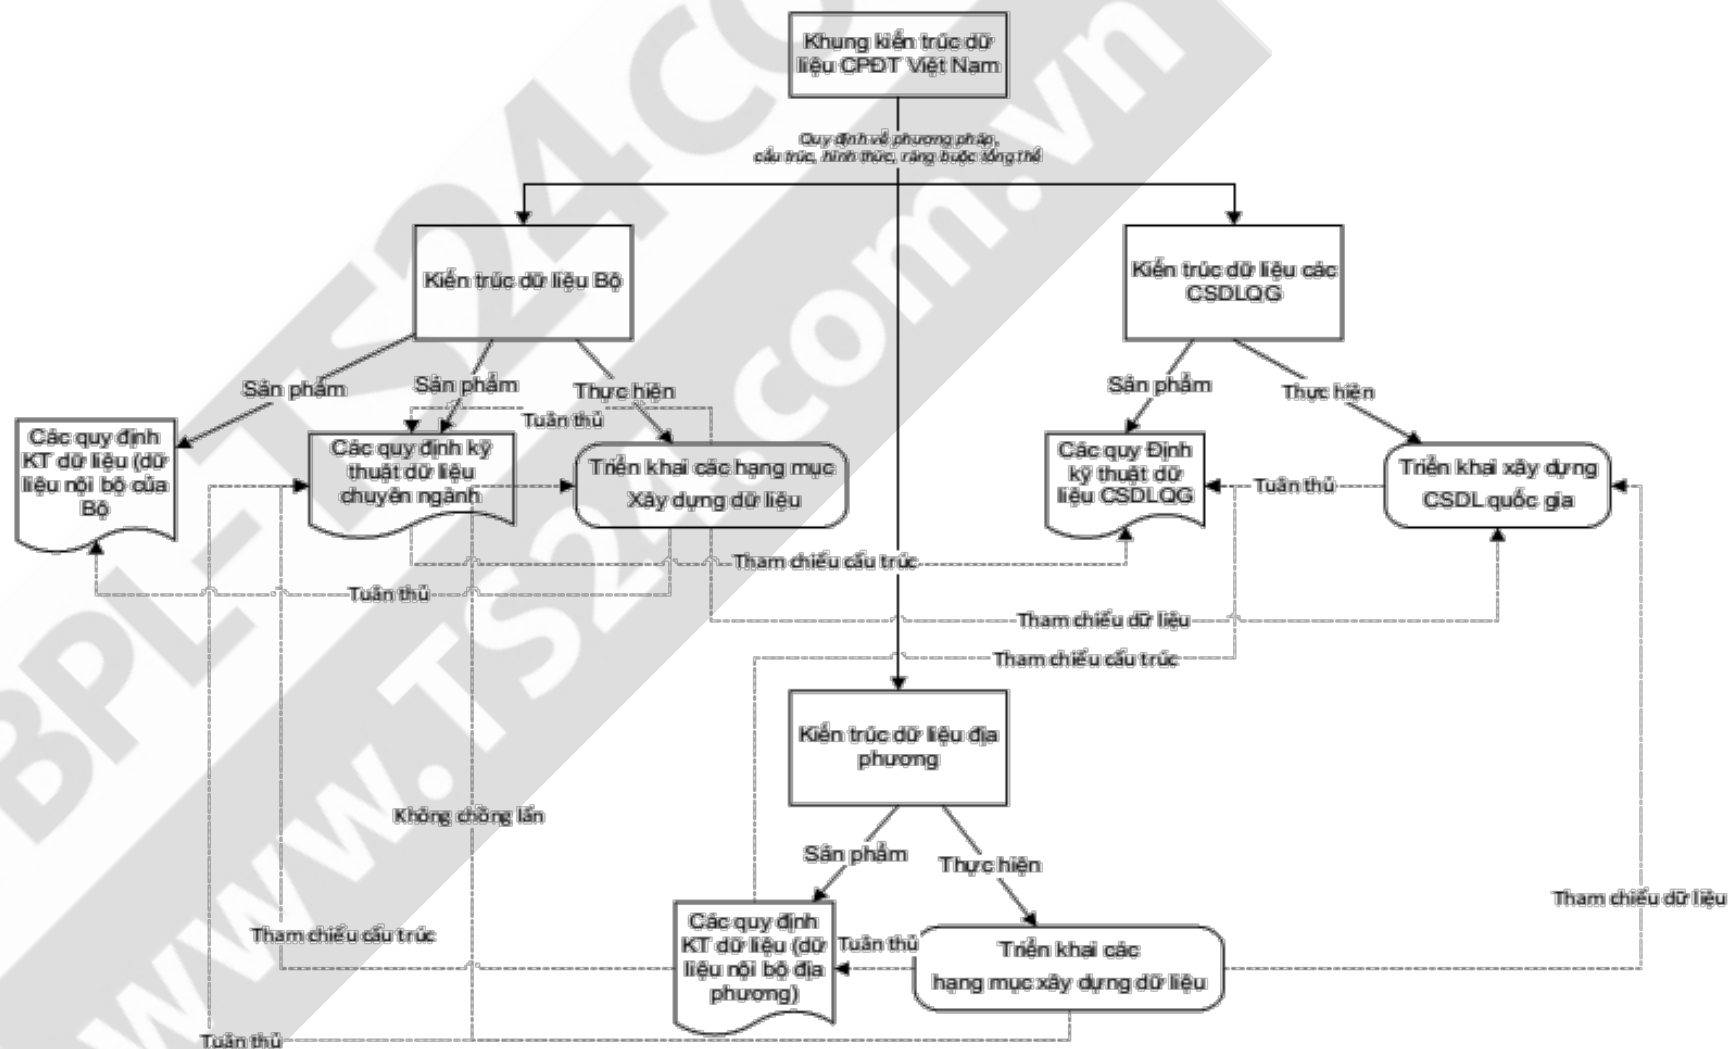 Khung kiến trúc dữ
liệu CPĐT Việt Nam
Quy định về phương pháp,
cấu trúc, hình thức, ràng buộc tổng thể
Kiến trúc dữ liệu Bộ
Kiến trúc dữ liệu các
CSDLQG
Sản phẩm
Sản phẩm
Thực hiện
Sản phẩm
Thực hiện
Tuân thủ
Các quy định
KT dữ liệu (dữ
liệu nội bộ của
Bộ
Các quy định kỹ
thuật dữ liệu
chuyên ngành
Triển khai các hạng mục
Xây dựng dữ liệu
Các quy Định
kỹ thuật dữ
liệu CSDLQG
Tuân thủ
Triển khai xây dựng
CSDL quốc gia
Tham chiếu cấu trúc
Tuân thủ
Tham chiếu dữ liệu
Tham chiếu cấu trúc
Kiến trúc dữ liệu địa
phương
Không chồng lấn
Sản phẩm
Thực hiện
Tham chiếu dữ liệu
Tham chiếu cấu trúc
Các quy định
KT dữ liệu (dữ
liệu nội bộ địa
phương)
Tuân thủ
Triển khai các
hạng mục xây dựng dữ liệu
Tuân thủ
BPL-TS24CO
www.TS24.com.vn